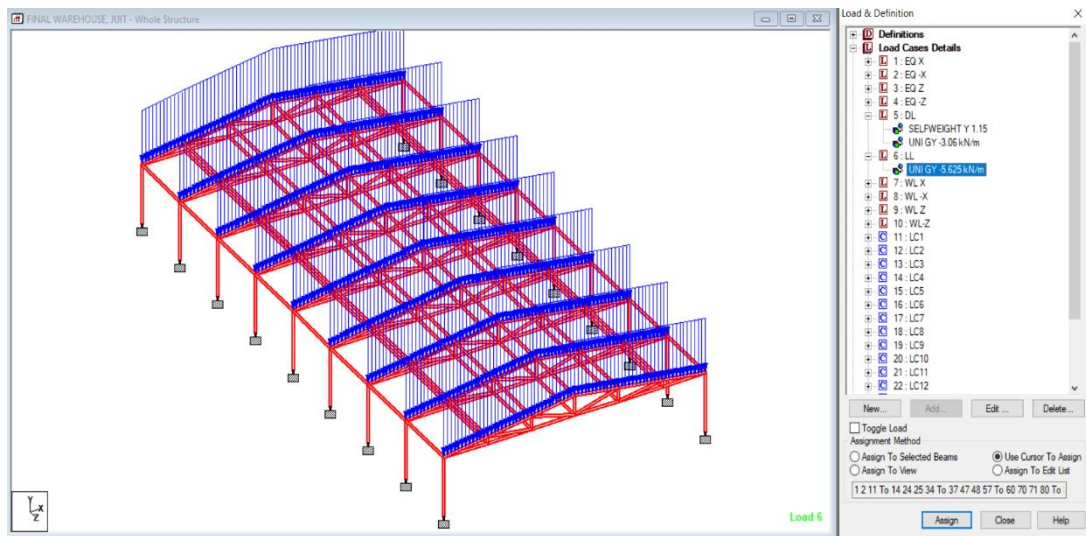 FINAL WAREHOUSE, JUIT - Whole Structure
Y
X
Z
Load 6
Load & Definition
Definitions
Load Cases Details
1 : EQ X
2 : EQ -X
3 : EQ Z
4 : EQ -Z
5 : DL
SELFWEIGHT Y 1.15
UNI GY -3.06 kN/m
6 : LL
UNI GY -5.625 kN/m
7 : WL X
8 : WL -X
9 : WL Z
10 : WL-Z
11 : LC1
12 : LC2
13 : LC3
14 : LC4
15 : LC5
16 : LC6
17 : LC7
18 : LC8
19 : LC9
20 : LC10
21 : LC11
22 : LC12
New... Add... Edit ... Delete...
Toggle Load
Assignment Method
Assign To Selected Beams Use Cursor To Assign
Assign To View Assign To Edit List
1 2 11 To 14 24 25 34 To 37 47 48 57 To 60 70 71 80 To
Assign Close Help